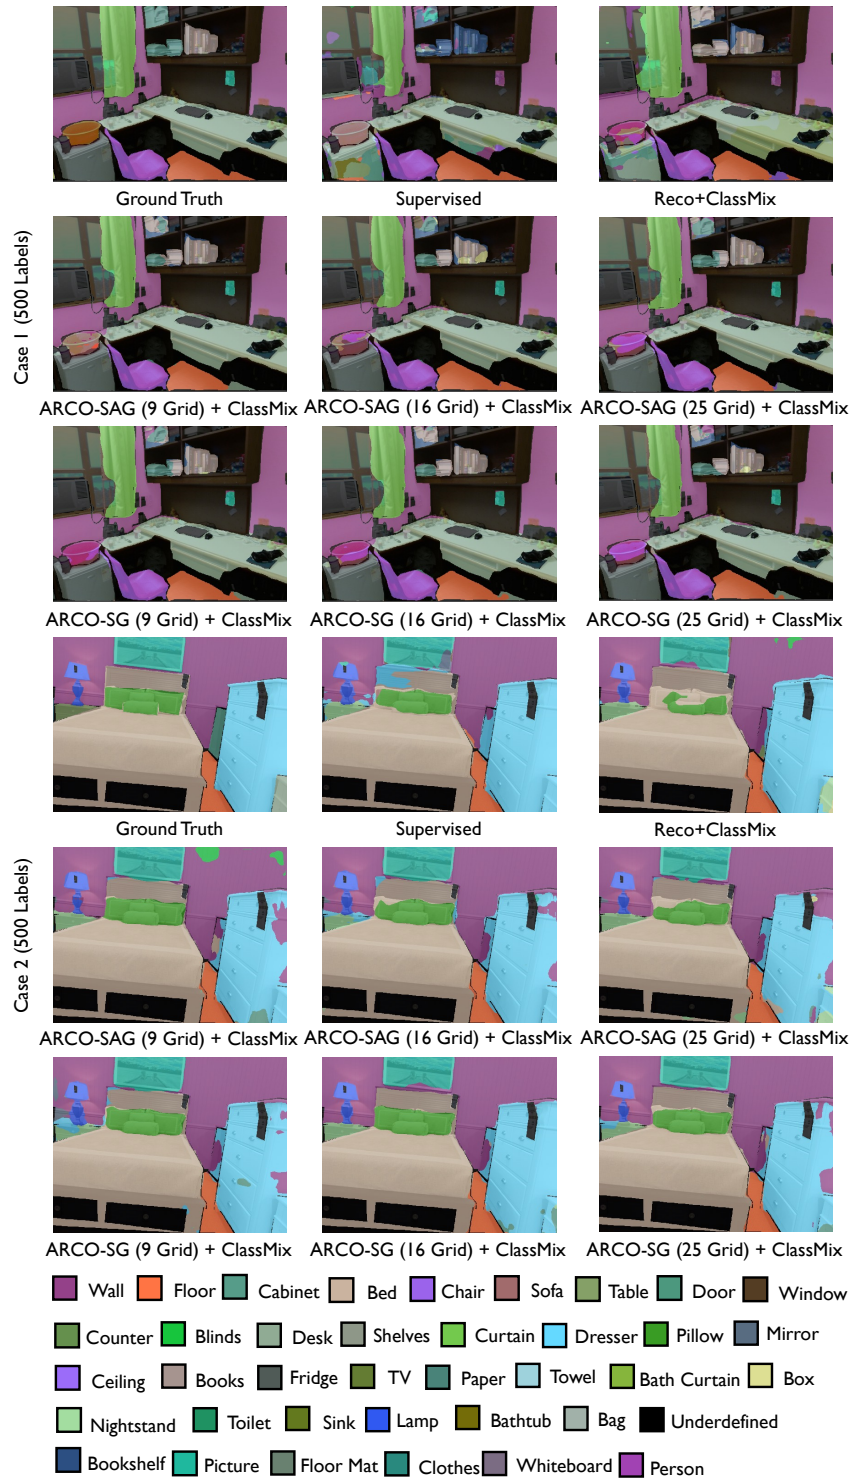 Ground Truth Supervised Reco+ClassMix
Case 1 (500 Labels)
ARCO-SAG (9 Grid) + ClassMix ARCO-SAG (16 Grid) + ClassMix ARCO-SAG (25 Grid) + ClassMix
ARCO-SG (9 Grid) + ClassMix ARCO-SG (16 Grid) + ClassMix ARCO-SG (25 Grid) + ClassMix
Ground Truth Supervised Reco+ClassMix
Case 2 (500 Labels)
ARCO-SAG (9 Grid) + ClassMix ARCO-SAG (16 Grid) + ClassMix ARCO-SAG (25 Grid) + ClassMix
ARCO-SG (9 Grid) + ClassMix ARCO-SG (16 Grid) + ClassMix ARCO-SG (25 Grid) + ClassMix
Wall Floor Cabinet Bed Chair Sofa Table Door Window
Counter Blinds Desk Shelves Curtain Dresser Pillow Mirror
Ceiling Books Fridge TV Paper Towel Bath Curtain Box
Nightstand Toilet Sink Lamp Bathtub Bag Underdefined
Bookshelf Picture Floor Mat Clothes Whiteboard Person